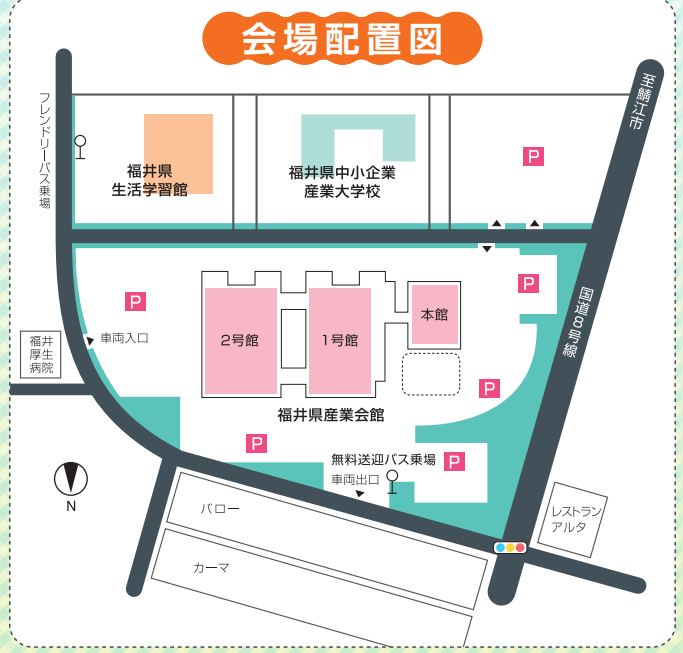 会場配置図
至鯖江市
フレンドリーバス乗場
福井県
生活学習館
福井県中小企業
産業大学校
P
P
国道8号線
P
本館
2号館
1号館
車両入口
福井
厚生
病院
P
福井県産業会館
P
無料送迎バス乗場
P
車両出口
N
バロー
レストラン
アルタ
カーマ